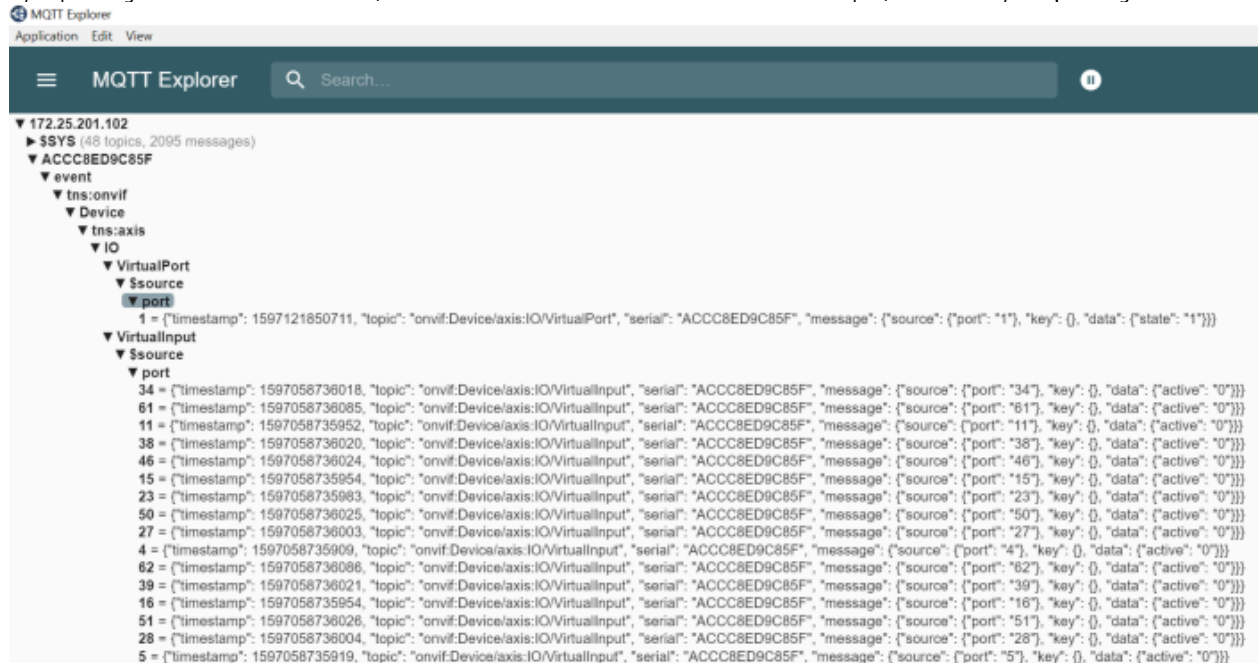 MQTT Explorer
Application Edit View
MQTT Explorer Search...
▼ 172.25.201.102
▶ $SYS (48 topics, 2095 messages)
▼ ACCC8ED9C85F
▼ event
▼ tns:onvif
▼ Device
▼ tns:axis
▼ IO
▼ VirtualPort
▼ $source
▼ port
1 = {"timestamp": 1597121850711, "topic": "onvif:Device/axis:IO/VirtualPort", "serial": "ACCC8ED9C85F", "message": {"source": {"port": "1"}, "key": {}, "data": {"state": "1"}}}
▼ VirtualInput
▼ $source
▼ port
34 = {"timestamp": 1597058736018, "topic": "onvif:Device/axis:IO/VirtualInput", "serial": "ACCC8ED9C85F", "message": {"source": {"port": "34"}, "key": {}, "data": {"active": "0"}}}
61 = {"timestamp": 1597058736085, "topic": "onvif:Device/axis:IO/VirtualInput", "serial": "ACCC8ED9C85F", "message": {"source": {"port": "61"}, "key": {}, "data": {"active": "0"}}}
11 = {"timestamp": 1597058735952, "topic": "onvif:Device/axis:IO/VirtualInput", "serial": "ACCC8ED9C85F", "message": {"source": {"port": "11"}, "key": {}, "data": {"active": "0"}}}
38 = {"timestamp": 1597058736020, "topic": "onvif:Device/axis:IO/VirtualInput", "serial": "ACCC8ED9C85F", "message": {"source": {"port": "38"}, "key": {}, "data": {"active": "0"}}}
46 = {"timestamp": 1597058736024, "topic": "onvif:Device/axis:IO/VirtualInput", "serial": "ACCC8ED9C85F", "message": {"source": {"port": "46"}, "key": {}, "data": {"active": "0"}}}
15 = {"timestamp": 1597058735954, "topic": "onvif:Device/axis:IO/VirtualInput", "serial": "ACCC8ED9C85F", "message": {"source": {"port": "15"}, "key": {}, "data": {"active": "0"}}}
23 = {"timestamp": 1597058735983, "topic": "onvif:Device/axis:IO/VirtualInput", "serial": "ACCC8ED9C85F", "message": {"source": {"port": "23"}, "key": {}, "data": {"active": "0"}}}
50 = {"timestamp": 1597058736025, "topic": "onvif:Device/axis:IO/VirtualInput", "serial": "ACCC8ED9C85F", "message": {"source": {"port": "50"}, "key": {}, "data": {"active": "0"}}}
27 = {"timestamp": 1597058736003, "topic": "onvif:Device/axis:IO/VirtualInput", "serial": "ACCC8ED9C85F", "message": {"source": {"port": "27"}, "key": {}, "data": {"active": "0"}}}
4 = {"timestamp": 1597058735909, "topic": "onvif:Device/axis:IO/VirtualInput", "serial": "ACCC8ED9C85F", "message": {"source": {"port": "4"}, "key": {}, "data": {"active": "0"}}}
62 = {"timestamp": 1597058736086, "topic": "onvif:Device/axis:IO/VirtualInput", "serial": "ACCC8ED9C85F", "message": {"source": {"port": "62"}, "key": {}, "data": {"active": "0"}}}
39 = {"timestamp": 1597058736021, "topic": "onvif:Device/axis:IO/VirtualInput", "serial": "ACCC8ED9C85F", "message": {"source": {"port": "39"}, "key": {}, "data": {"active": "0"}}}
16 = {"timestamp": 1597058735954, "topic": "onvif:Device/axis:IO/VirtualInput", "serial": "ACCC8ED9C85F", "message": {"source": {"port": "16"}, "key": {}, "data": {"active": "0"}}}
51 = {"timestamp": 1597058736026, "topic": "onvif:Device/axis:IO/VirtualInput", "serial": "ACCC8ED9C85F", "message": {"source": {"port": "51"}, "key": {}, "data": {"active": "0"}}}
28 = {"timestamp": 1597058736004, "topic": "onvif:Device/axis:IO/VirtualInput", "serial": "ACCC8ED9C85F", "message": {"source": {"port": "28"}, "key": {}, "data": {"active": "0"}}}
5 = {"timestamp": 1597058735919, "topic": "onvif:Device/axis:IO/VirtualInput", "serial": "ACCC8ED9C85F", "message": {"source": {"port": "5"}, "key": {}, "data": {"active": "0"}}}